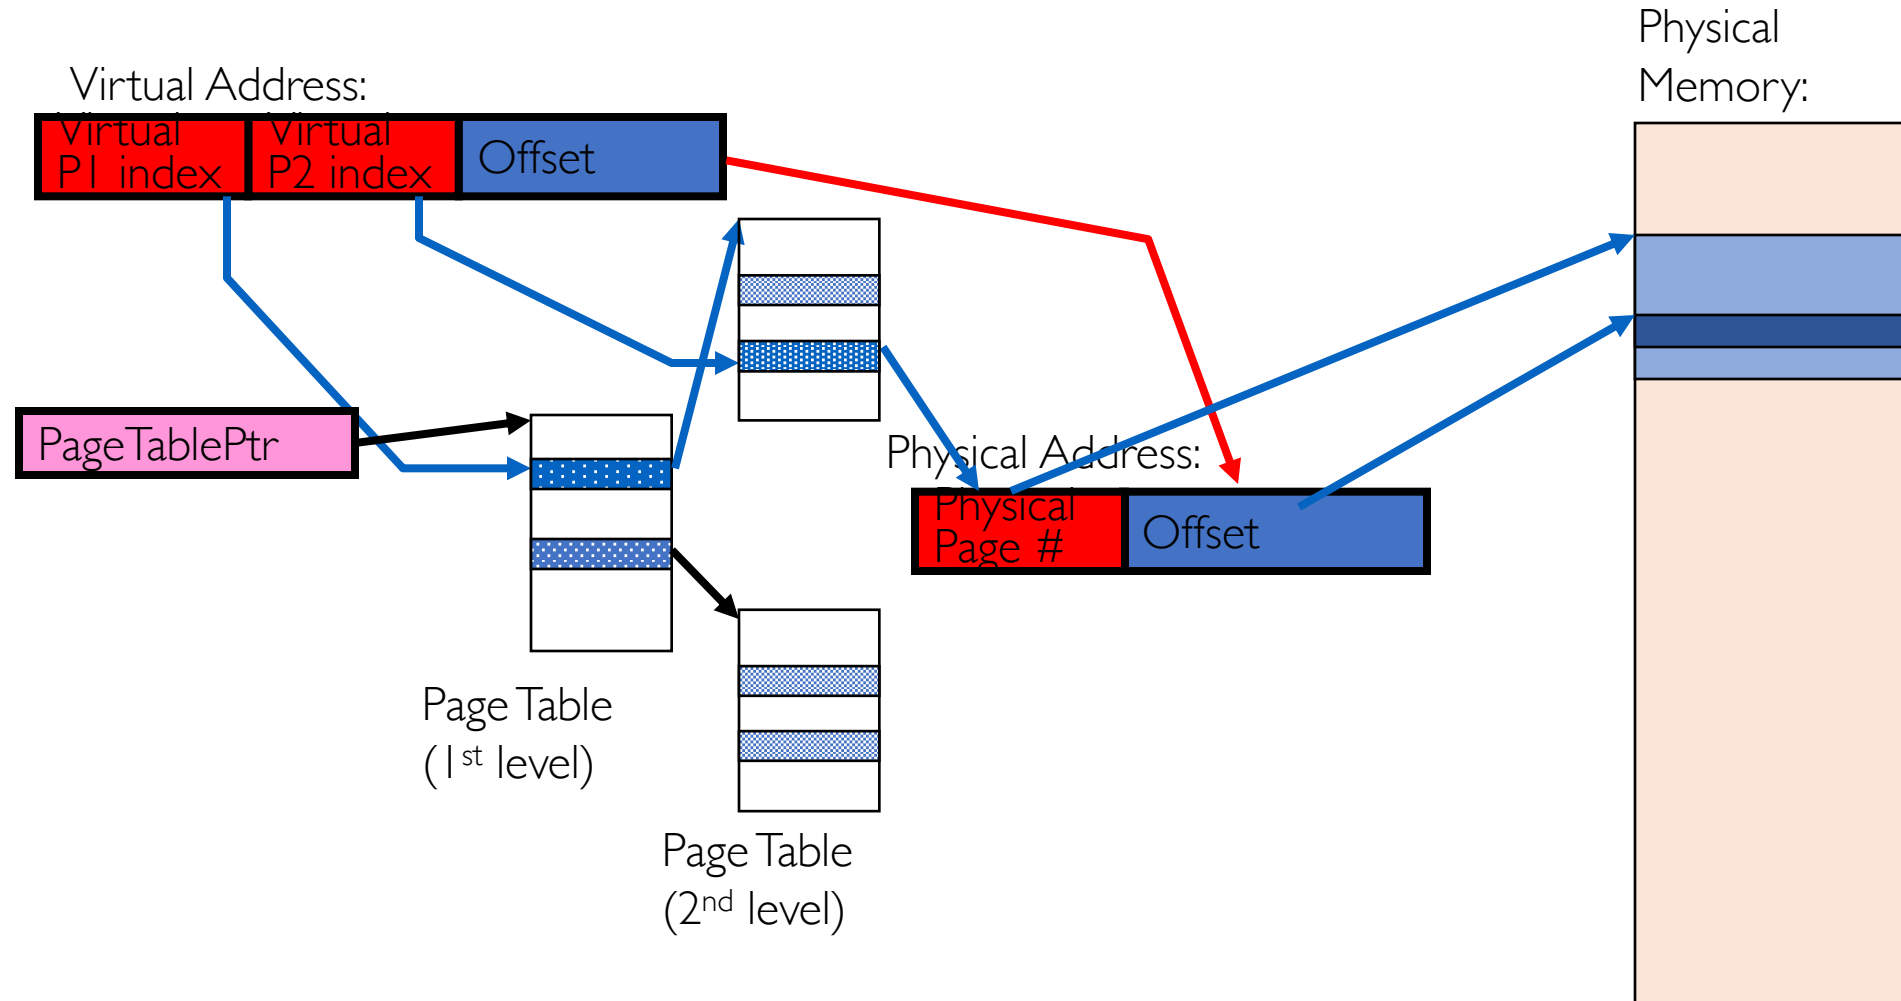 Physical
Memory:
Virtual Address:
Virtual
P1 index
Virtual
P2 index
Offset
PageTablePtr
Physical Address:
Physical
Page #
Offset
Page Table
(1st level)
Page Table
(2nd level)